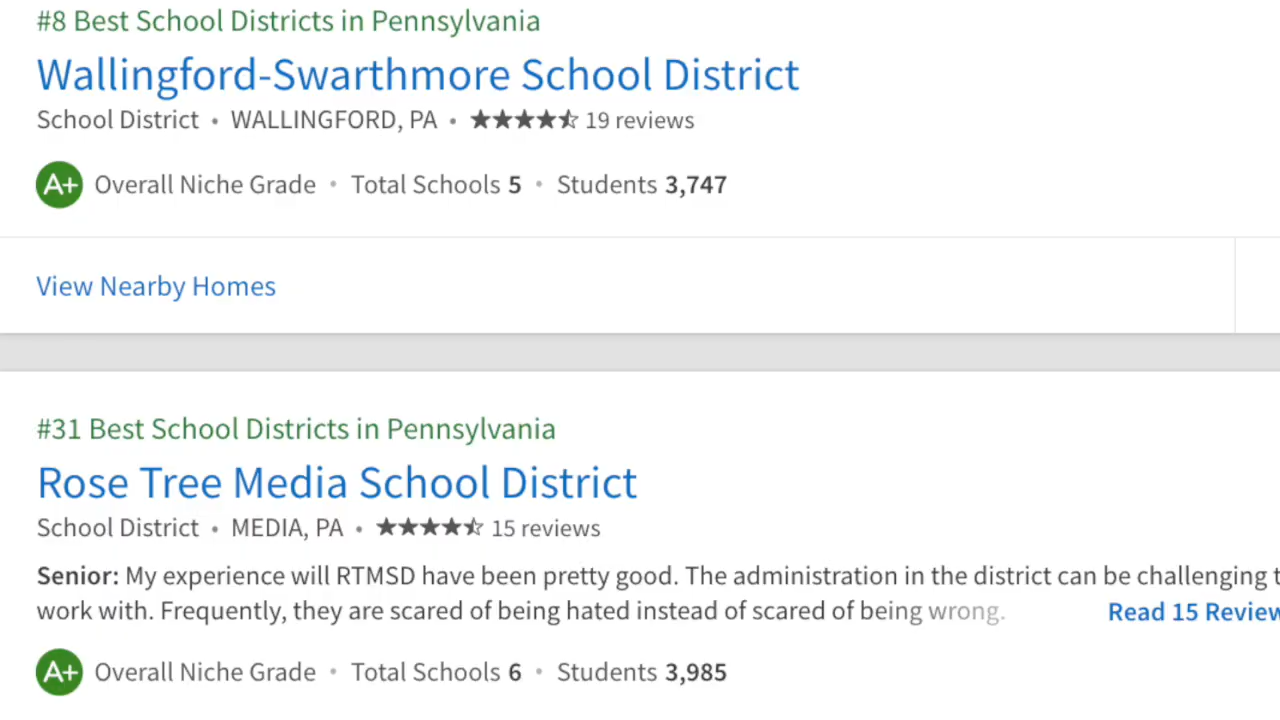 #8 Best School Districts in Pennsylvania
Wallingford-Swarthmore School District
School District • WALLINGFORD, PA • ★★★★⯪ 19 reviews
A+ Overall Niche Grade • Total Schools 5 • Students 3,747
View Nearby Homes
#31 Best School Districts in Pennsylvania
Rose Tree Media School District
School District • MEDIA, PA • ★★★★⯪ 15 reviews
Senior: My experience will RTMSD have been pretty good. The administration in the district can be challenging t
work with. Frequently, they are scared of being hated instead of scared of being wrong. Read 15 Review
A+ Overall Niche Grade • Total Schools 6 • Students 3,985